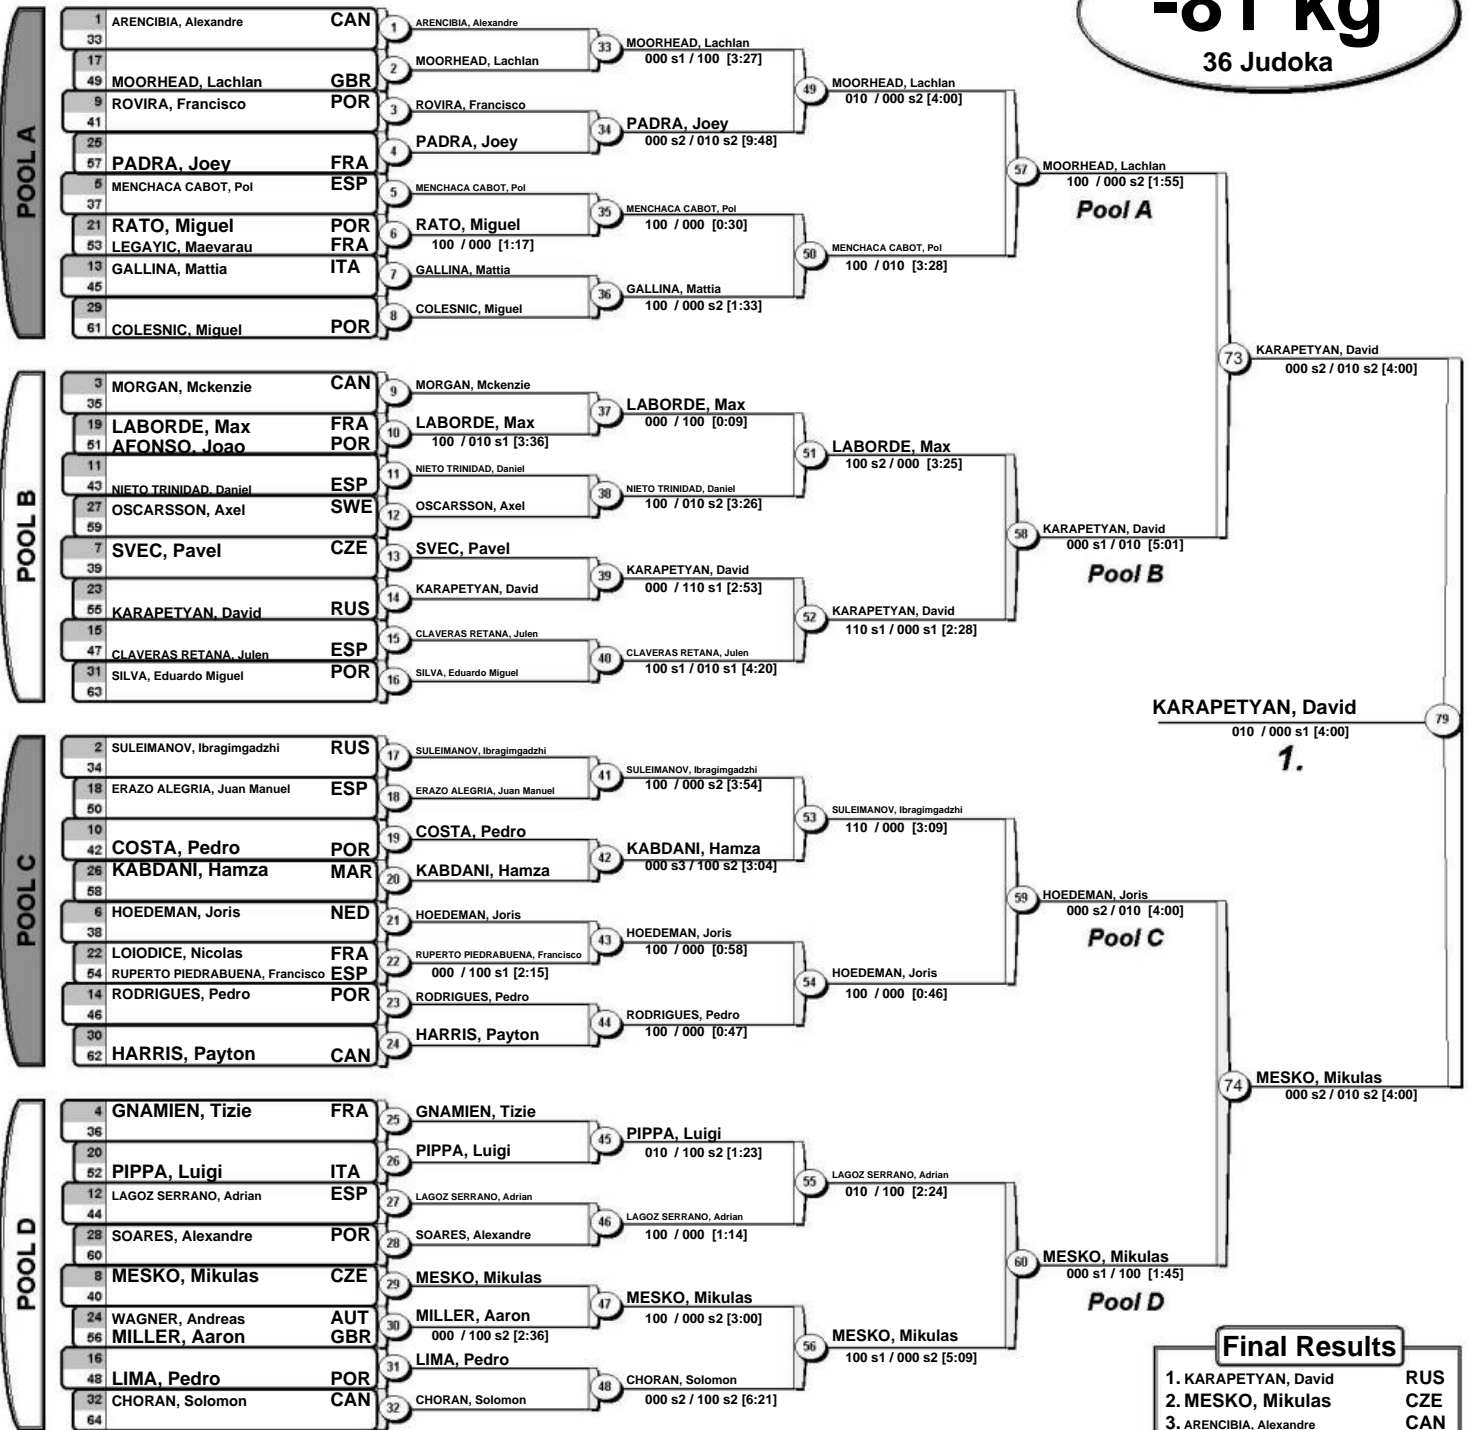 -81 kg
36 Judoka
POOL A
1 ARENCIBIA, Alexandre CAN
33
17
49 MOORHEAD, Lachlan GBR
9 ROVIRA, Francisco POR
41
25
57 PADRA, Joey FRA
5 MENCHACA CABOT, Pol ESP
37
21 RATO, Miguel POR
53 LEGAYIC, Maevarau FRA
13 GALLINA, Mattia ITA
45
29
61 COLESNIC, Miguel POR
1 ARENCIBIA, Alexandre
2 MOORHEAD, Lachlan
3 ROVIRA, Francisco
4 PADRA, Joey
5 MENCHACA CABOT, Pol
6 RATO, Miguel
100 / 000 [1:17]
7 GALLINA, Mattia
8 COLESNIC, Miguel
33 MOORHEAD, Lachlan
000 s1 / 100 [3:27]
34 PADRA, Joey
000 s2 / 010 s2 [9:48]
35 MENCHACA CABOT, Pol
100 / 000 [0:30]
36 GALLINA, Mattia
100 / 000 s2 [1:33]
49 MOORHEAD, Lachlan
010 / 000 s2 [4:00]
50 MENCHACA CABOT, Pol
100 / 010 [3:28]
57 MOORHEAD, Lachlan
100 / 000 s2 [1:55]
Pool A
POOL B
3 MORGAN, Mckenzie CAN
35
19 LABORDE, Max FRA
51 AFONSO, Joao POR
11
43 NIETO TRINIDAD, Daniel ESP
27 OSCARSSON, Axel SWE
59
7 SVEC, Pavel CZE
39
23
55 KARAPETYAN, David RUS
15
47 CLAVERAS RETANA, Julen ESP
31 SILVA, Eduardo Miguel POR
63
9 MORGAN, Mckenzie
10 LABORDE, Max
100 / 010 s1 [3:36]
11 NIETO TRINIDAD, Daniel
12 OSCARSSON, Axel
13 SVEC, Pavel
14 KARAPETYAN, David
15 CLAVERAS RETANA, Julen
16 SILVA, Eduardo Miguel
37 LABORDE, Max
000 / 100 [0:09]
38 NIETO TRINIDAD, Daniel
100 / 010 s2 [3:26]
39 KARAPETYAN, David
000 / 110 s1 [2:53]
40 CLAVERAS RETANA, Julen
100 s1 / 010 s1 [4:20]
51 LABORDE, Max
100 s2 / 000 [3:25]
52 KARAPETYAN, David
110 s1 / 000 s1 [2:28]
58 KARAPETYAN, David
000 s1 / 010 [5:01]
Pool B
73 KARAPETYAN, David
000 s2 / 010 s2 [4:00]
KARAPETYAN, David 79
010 / 000 s1 [4:00]
1.
POOL C
2 SULEIMANOV, Ibragimgadzhi RUS
34
18 ERAZO ALEGRIA, Juan Manuel ESP
50
10
42 COSTA, Pedro POR
26 KABDANI, Hamza MAR
58
6 HOEDEMAN, Joris NED
38
22 LOIODICE, Nicolas FRA
54 RUPERTO PIEDRABUENA, Francisco ESP
14 RODRIGUES, Pedro POR
46
30
62 HARRIS, Payton CAN
17 SULEIMANOV, Ibragimgadzhi
18 ERAZO ALEGRIA, Juan Manuel
19 COSTA, Pedro
20 KABDANI, Hamza
21 HOEDEMAN, Joris
22 RUPERTO PIEDRABUENA, Francisco
000 / 100 s1 [2:15]
23 RODRIGUES, Pedro
24 HARRIS, Payton
41 SULEIMANOV, Ibragimgadzhi
100 / 000 s2 [3:54]
42 KABDANI, Hamza
000 s3 / 100 s2 [3:04]
43 HOEDEMAN, Joris
100 / 000 [0:58]
44 RODRIGUES, Pedro
100 / 000 [0:47]
53 SULEIMANOV, Ibragimgadzhi
110 / 000 [3:09]
54 HOEDEMAN, Joris
100 / 000 [0:46]
59 HOEDEMAN, Joris
000 s2 / 010 [4:00]
Pool C
POOL D
4 GNAMIEN, Tizie FRA
36
20
52 PIPPA, Luigi ITA
12 LAGOZ SERRANO, Adrian ESP
44
28 SOARES, Alexandre POR
60
8 MESKO, Mikulas CZE
40
24 WAGNER, Andreas AUT
56 MILLER, Aaron GBR
16
48 LIMA, Pedro POR
32 CHORAN, Solomon CAN
64
25 GNAMIEN, Tizie
26 PIPPA, Luigi
27 LAGOZ SERRANO, Adrian
28 SOARES, Alexandre
29 MESKO, Mikulas
30 MILLER, Aaron
000 / 100 s2 [2:36]
31 LIMA, Pedro
32 CHORAN, Solomon
45 PIPPA, Luigi
010 / 100 s2 [1:23]
46 LAGOZ SERRANO, Adrian
100 / 000 [1:14]
47 MESKO, Mikulas
100 / 000 s2 [3:00]
48 CHORAN, Solomon
000 s2 / 100 s2 [6:21]
55 LAGOZ SERRANO, Adrian
010 / 100 [2:24]
56 MESKO, Mikulas
100 s1 / 000 s2 [5:09]
60 MESKO, Mikulas
000 s1 / 100 [1:45]
Pool D
74 MESKO, Mikulas
000 s2 / 010 s2 [4:00]
Final Results
1. KARAPETYAN, David RUS
2. MESKO, Mikulas CZE
3. ARENCIBIA, Alexandre CAN